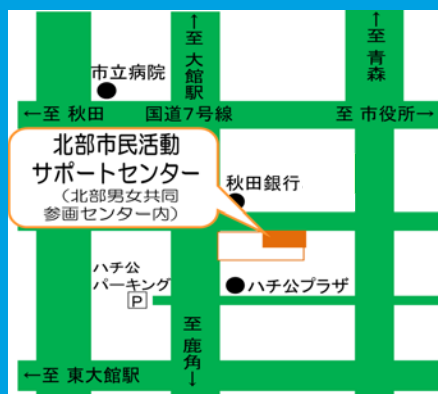 ↑至 大館駅
↑至 青森
市立病院
←至 秋田
国道7号線
至 市役所→
北部市民活動
サポートセンター
（北部男女共同
参画センター内）
秋田銀行
ハチ公
パーキング
P
ハチ公プラザ
至 鹿角↓
←至 東大館駅